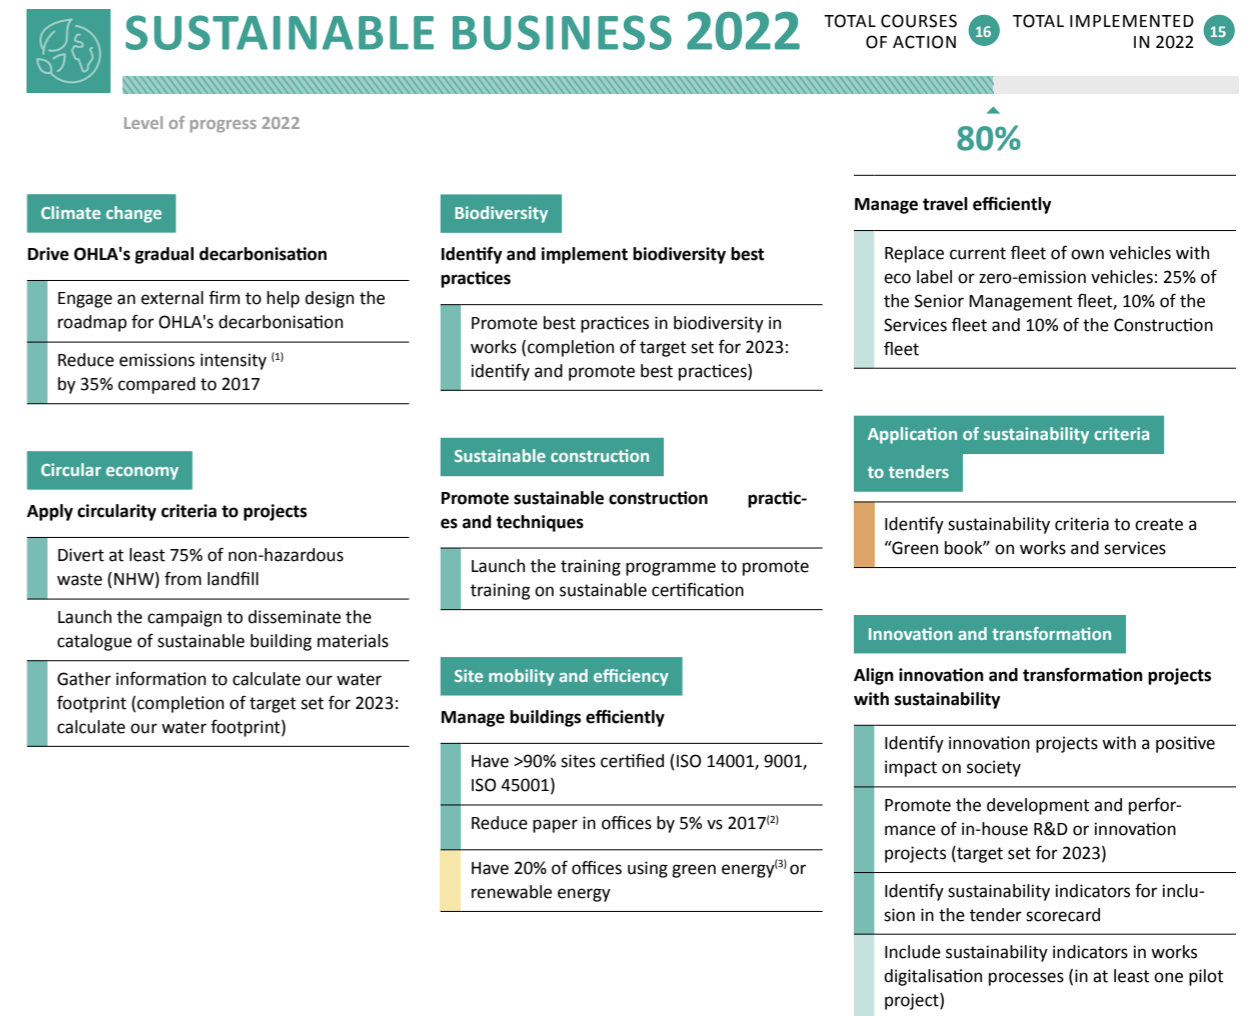 SUSTAINABLE BUSINESS 2022
TOTAL COURSES
OF ACTION
16
TOTAL IMPLEMENTED
IN 2022
15
Level of progress 2022
80%
Climate change
Drive OHLA's gradual decarbonisation
Engage an external firm to help design the
roadmap for OHLA's decarbonisation
Reduce emissions intensity (1)
by 35% compared to 2017
Circular economy
Apply circularity criteria to projects
Divert at least 75% of non-hazardous
waste (NHW) from landfill
Launch the campaign to disseminate the
catalogue of sustainable building materials
Gather information to calculate our water
footprint (completion of target set for 2023:
calculate our water footprint)
Biodiversity
Identify and implement biodiversity best
practices
Promote best practices in biodiversity in
works (completion of target set for 2023:
identify and promote best practices)
Sustainable construction
Promote sustainable construction practic-
es and techniques
Launch the training programme to promote
training on sustainable certification
Site mobility and efficiency
Manage buildings efficiently
Have >90% sites certified (ISO 14001, 9001,
ISO 45001)
Reduce paper in offices by 5% vs 2017(2)
Have 20% of offices using green energy(3) or
renewable energy
Manage travel efficiently
Replace current fleet of own vehicles with
eco label or zero-emission vehicles: 25% of
the Senior Management fleet, 10% of the
Services fleet and 10% of the Construction
fleet
Application of sustainability criteria
to tenders
Identify sustainability criteria to create a
“Green book” on works and services
Innovation and transformation
Align innovation and transformation projects
with sustainability
Identify innovation projects with a positive
impact on society
Promote the development and perfor-
mance of in-house R&D or innovation
projects (target set for 2023)
Identify sustainability indicators for inclu-
sion in the tender scorecard
Include sustainability indicators in works
digitalisation processes (in at least one pilot
project)